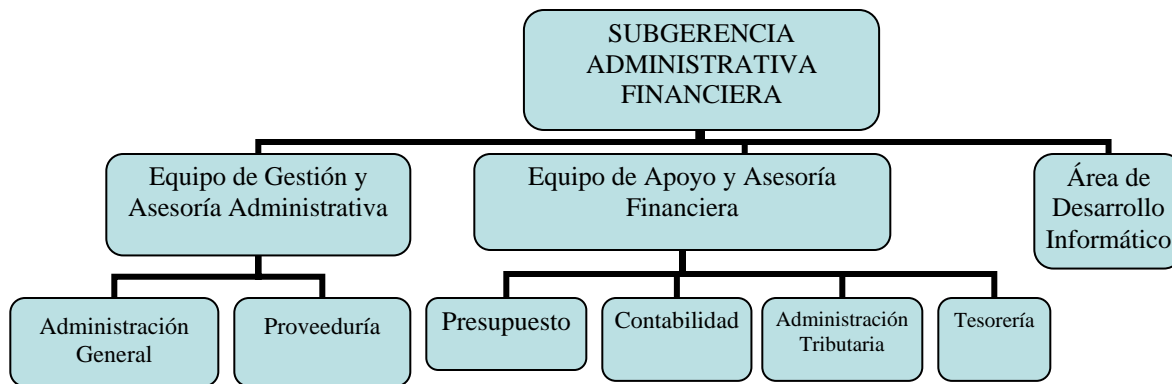 SUBGERENCIA
ADMINISTRATIVA
FINANCIERA
Equipo de Gestión y
Asesoría Administrativa
Equipo de Apoyo y Asesoría
Financiera
Área de
Desarrollo
Informático
Administración
General
Proveeduría
Presupuesto
Contabilidad
Administración
Tributaria
Tesorería